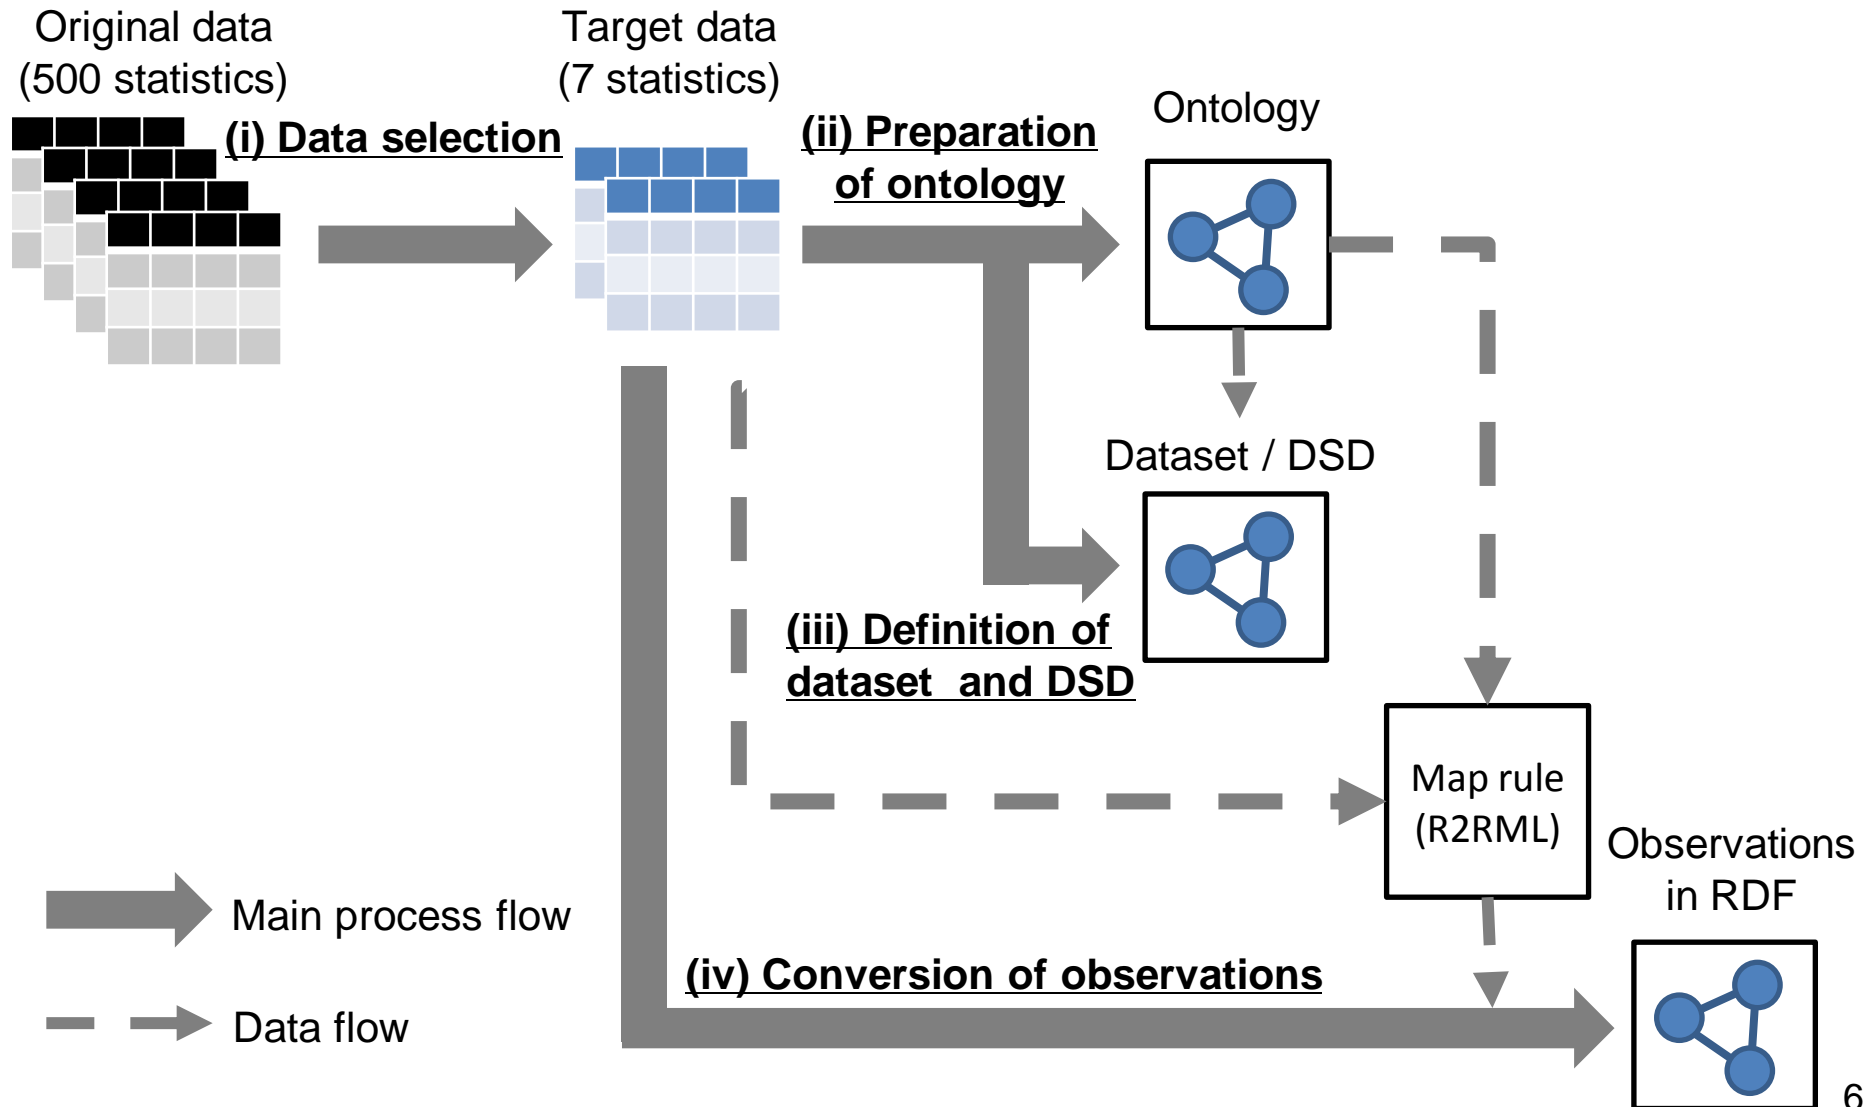 Original data
(500 statistics)
Target data
(7 statistics)
(i) Data selection
(ii) Preparation
of ontology
Ontology
Dataset / DSD
(iii) Definition of
dataset and DSD
Map rule
(R2RML)
Observations
in RDF
Main process flow
(iv) Conversion of observations
Data flow
6